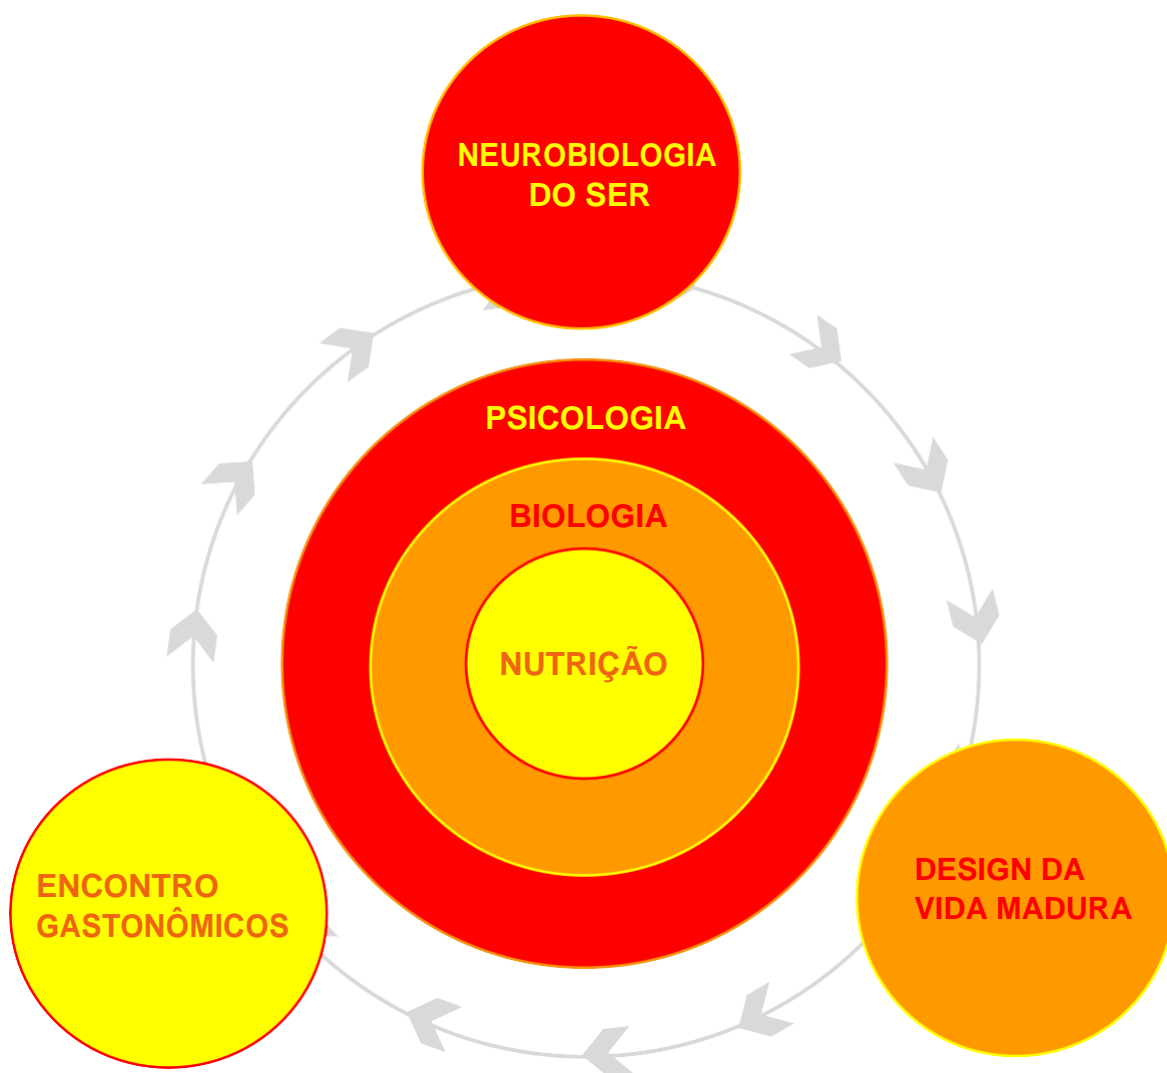 NEUROBIOLOGIA
DO SER
PSICOLOGIA
BIOLOGIA
NUTRIÇÃO
ENCONTRO
GASTONÔMICOS
DESIGN DA
VIDA MADURA